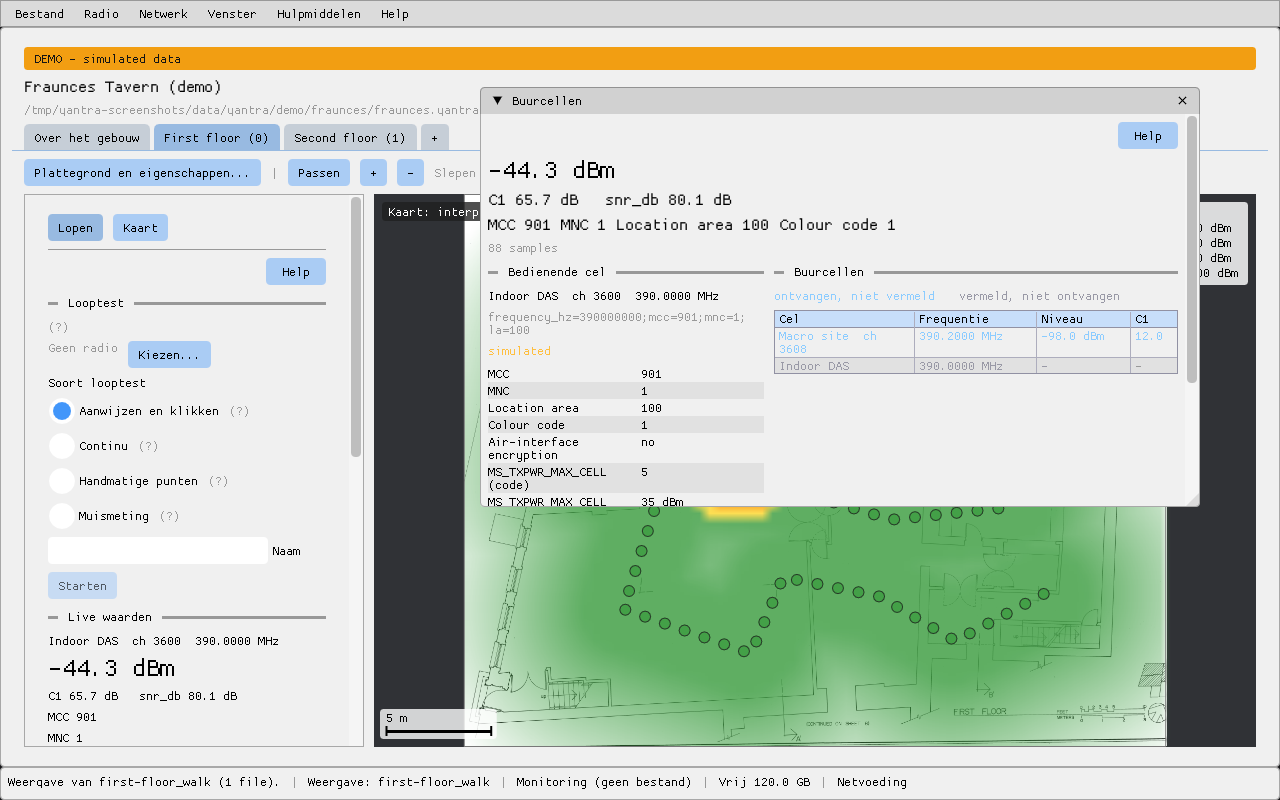 Bestand Radio Netwerk Venster Hulpmiddelen Help
DEMO - simulated data
Fraunces Tavern (demo)
/tmp/yantra-screenshots/data/yantra/demo/fraunces/fraunces.yantra
Over het gebouw First floor (0) Second floor (1) +
Plattegrond en eigenschappen... | Passen + - Slepen
Lopen Kaart
Help
Looptest
(?)
Geen radio Kiezen...
Soort looptest
Aanwijzen en klikken (?)
Continu (?)
Handmatige punten (?)
Muismeting (?)
Naam
Starten
Live waarden
Indoor DAS ch 3600 390.0000 MHz
-44.3 dBm
C1 65.7 dB snr_db 80.1 dB
MCC 901
MNC 1
Kaart: interp
dBm
dBm
dBm
dBm
Buurcellen
Help
-44.3 dBm
C1 65.7 dB snr_db 80.1 dB
MCC 901 MNC 1 Location area 100 Colour code 1
88 samples
Bedienende cel
Indoor DAS ch 3600 390.0000 MHz
frequency_hz=390000000;mcc=901;mnc=1;
la=100
simulated
MCC 901
MNC 1
Location area 100
Colour code 1
Air-interface no
encryption
MS_TXPWR_MAX_CELL 5
(code)
MS_TXPWR_MAX_CELL 35 dBm
Buurcellen
ontvangen, niet vermeld vermeld, niet ontvangen
Cel Frequentie Niveau C1
Macro site ch 390.2000 MHz -98.0 dBm 12.0
3608
Indoor DAS 390.0000 MHz - -
5 m
FIRST FLOOR
Weergave van first-floor_walk (1 file). | Weergave: first-floor_walk | Monitoring (geen bestand) | Vrij 120.0 GB | Netvoeding